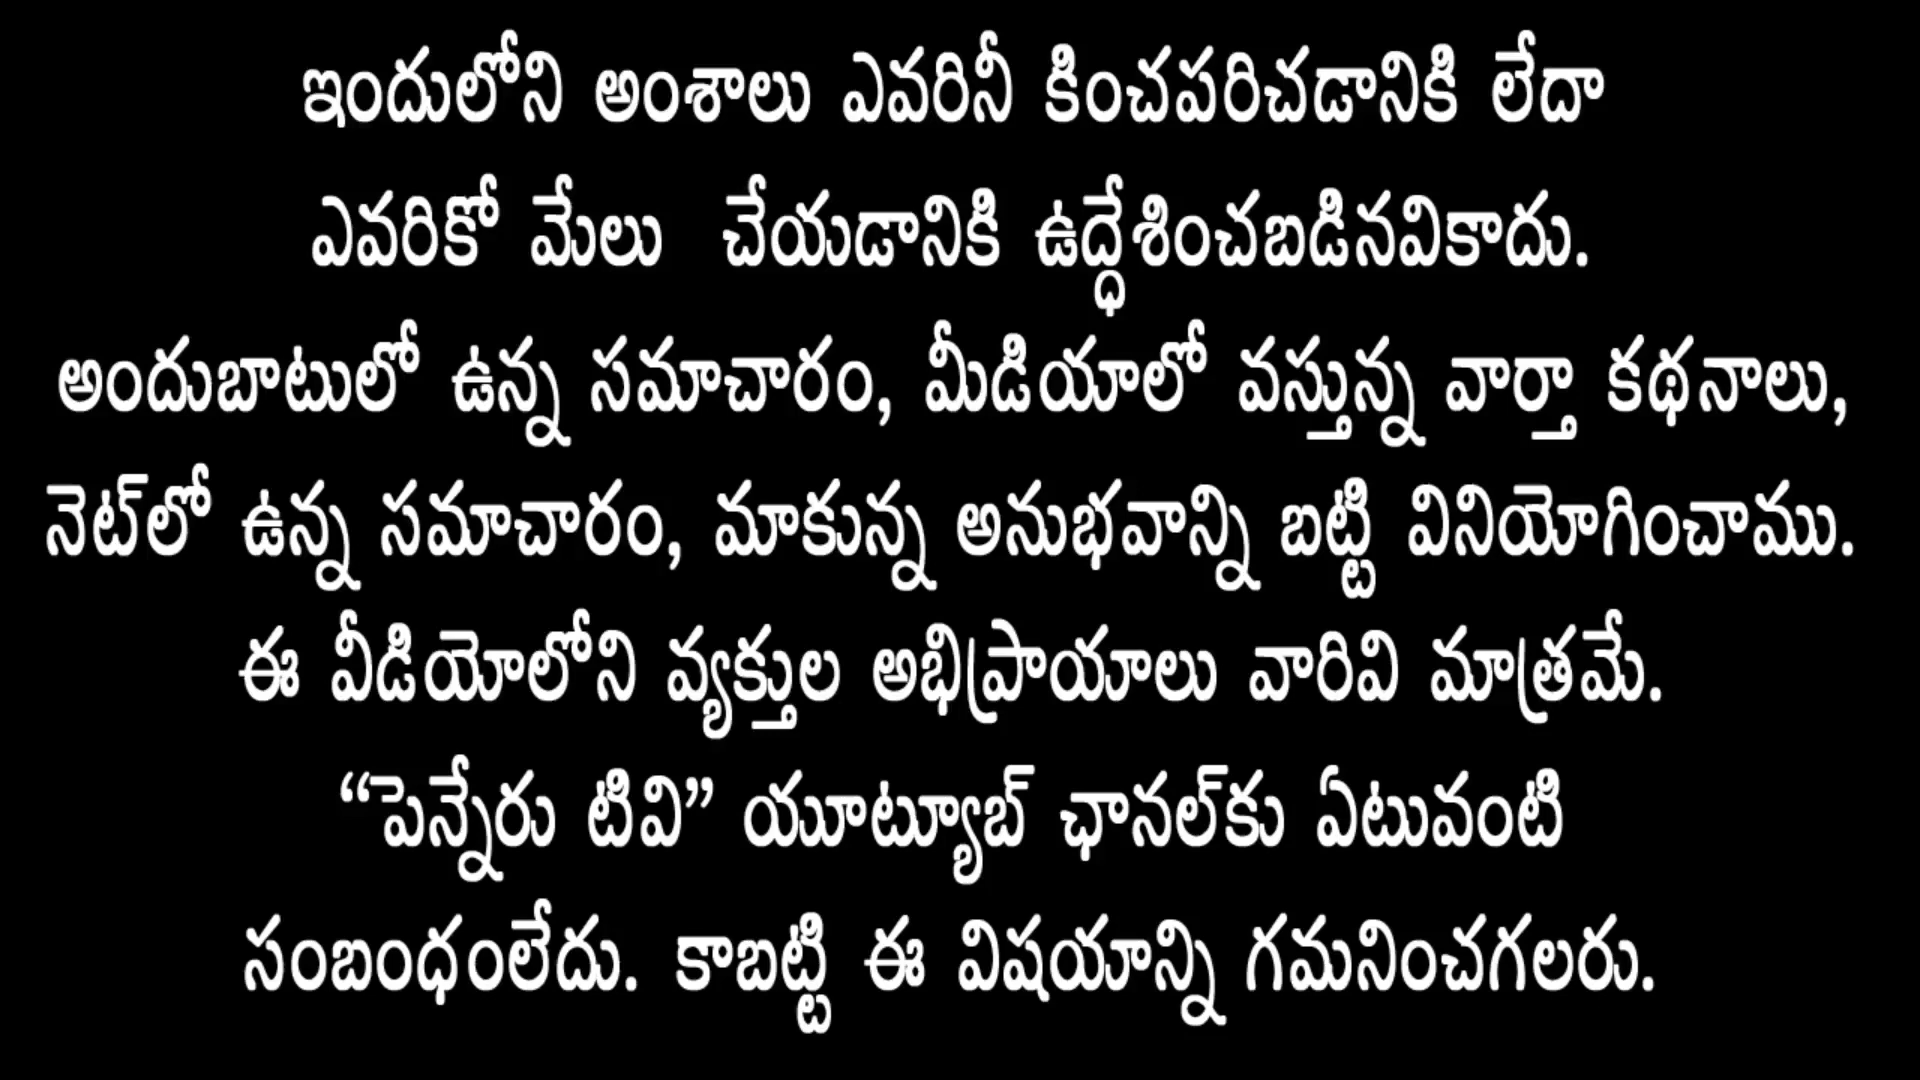 ఇందులోని అంశాలు ఎవరినీ కించపరిచడానికి లేదా
ఎవరికో మేలు చేయడానికి ఉద్ధేశించబడినవికాదు.
అందుబాటులో ఉన్న సమాచారం, మీడియాలో వస్తున్న వార్తా కథనాలు,
నెట్‌లో ఉన్న సమాచారం, మాకున్న అనుభవాన్ని బట్టి వినియోగించాము.
ఈ వీడియోలోని వ్యక్తుల అభిప్రాయాలు వారివి మాత్రమే.
“పెన్నేరు టివి” యూట్యూబ్ ఛానల్‌కు ఏటువంటి
సంబంధంలేదు. కాబట్టి ఈ విషయాన్ని గమనించగలరు.